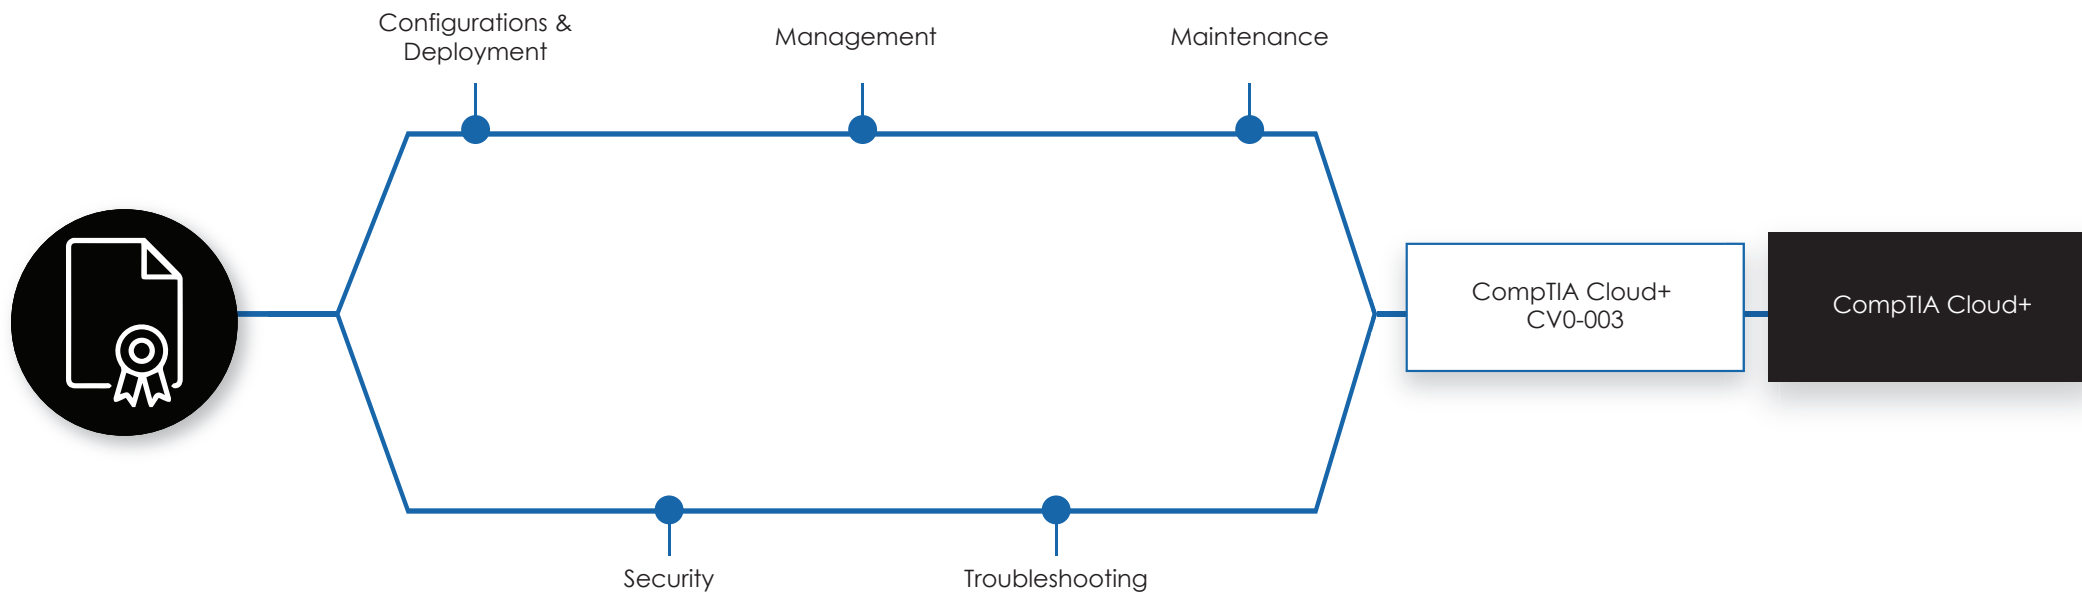 Configurations &
Deployment
Management
Maintenance
CompTIA Cloud+
CV0-003
CompTIA Cloud+
Security
Troubleshooting